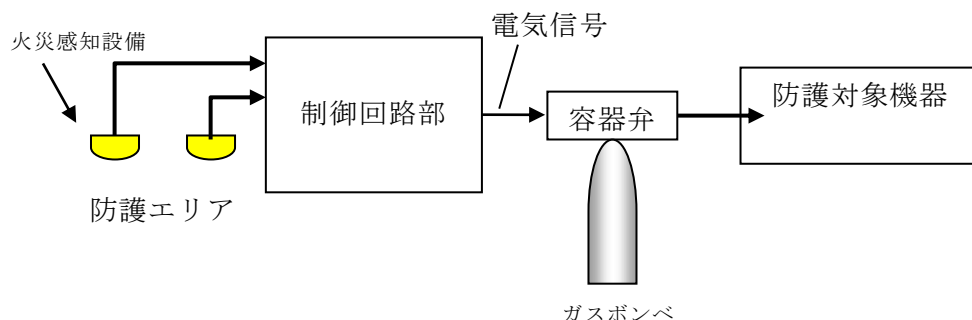 電気信号
火災感知設備
制御回路部
容器弁
防護対象機器
防護エリア
ガスボンベ